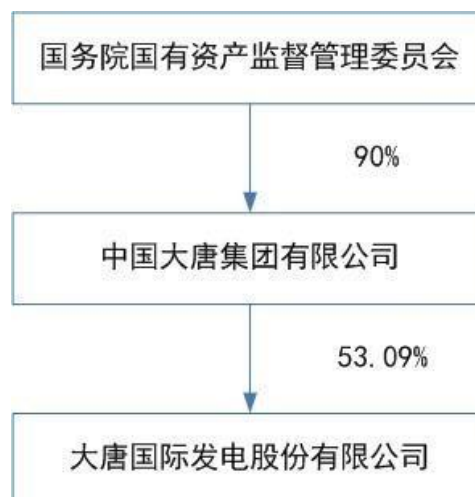 国务院国有资产监督管理委员会
90%
中国大唐集团有限公司
53.09%
大唐国际发电股份有限公司